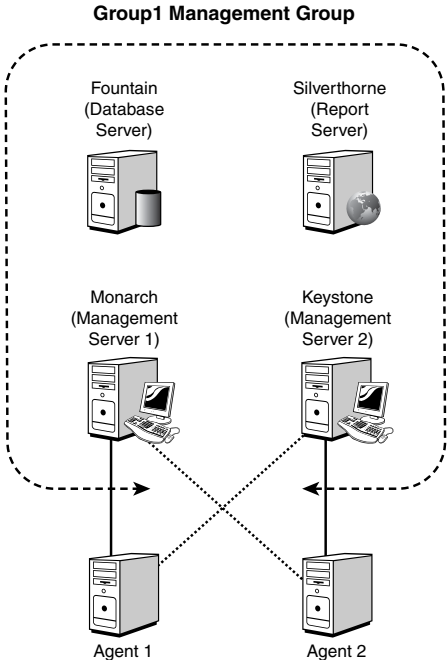 Group1 Management Group
Fountain
(Database
Server)
Silverthorne
(Report
Server)
Monarch
(Management
Server 1)
Keystone
(Management
Server 2)
Agent 1
Agent 2